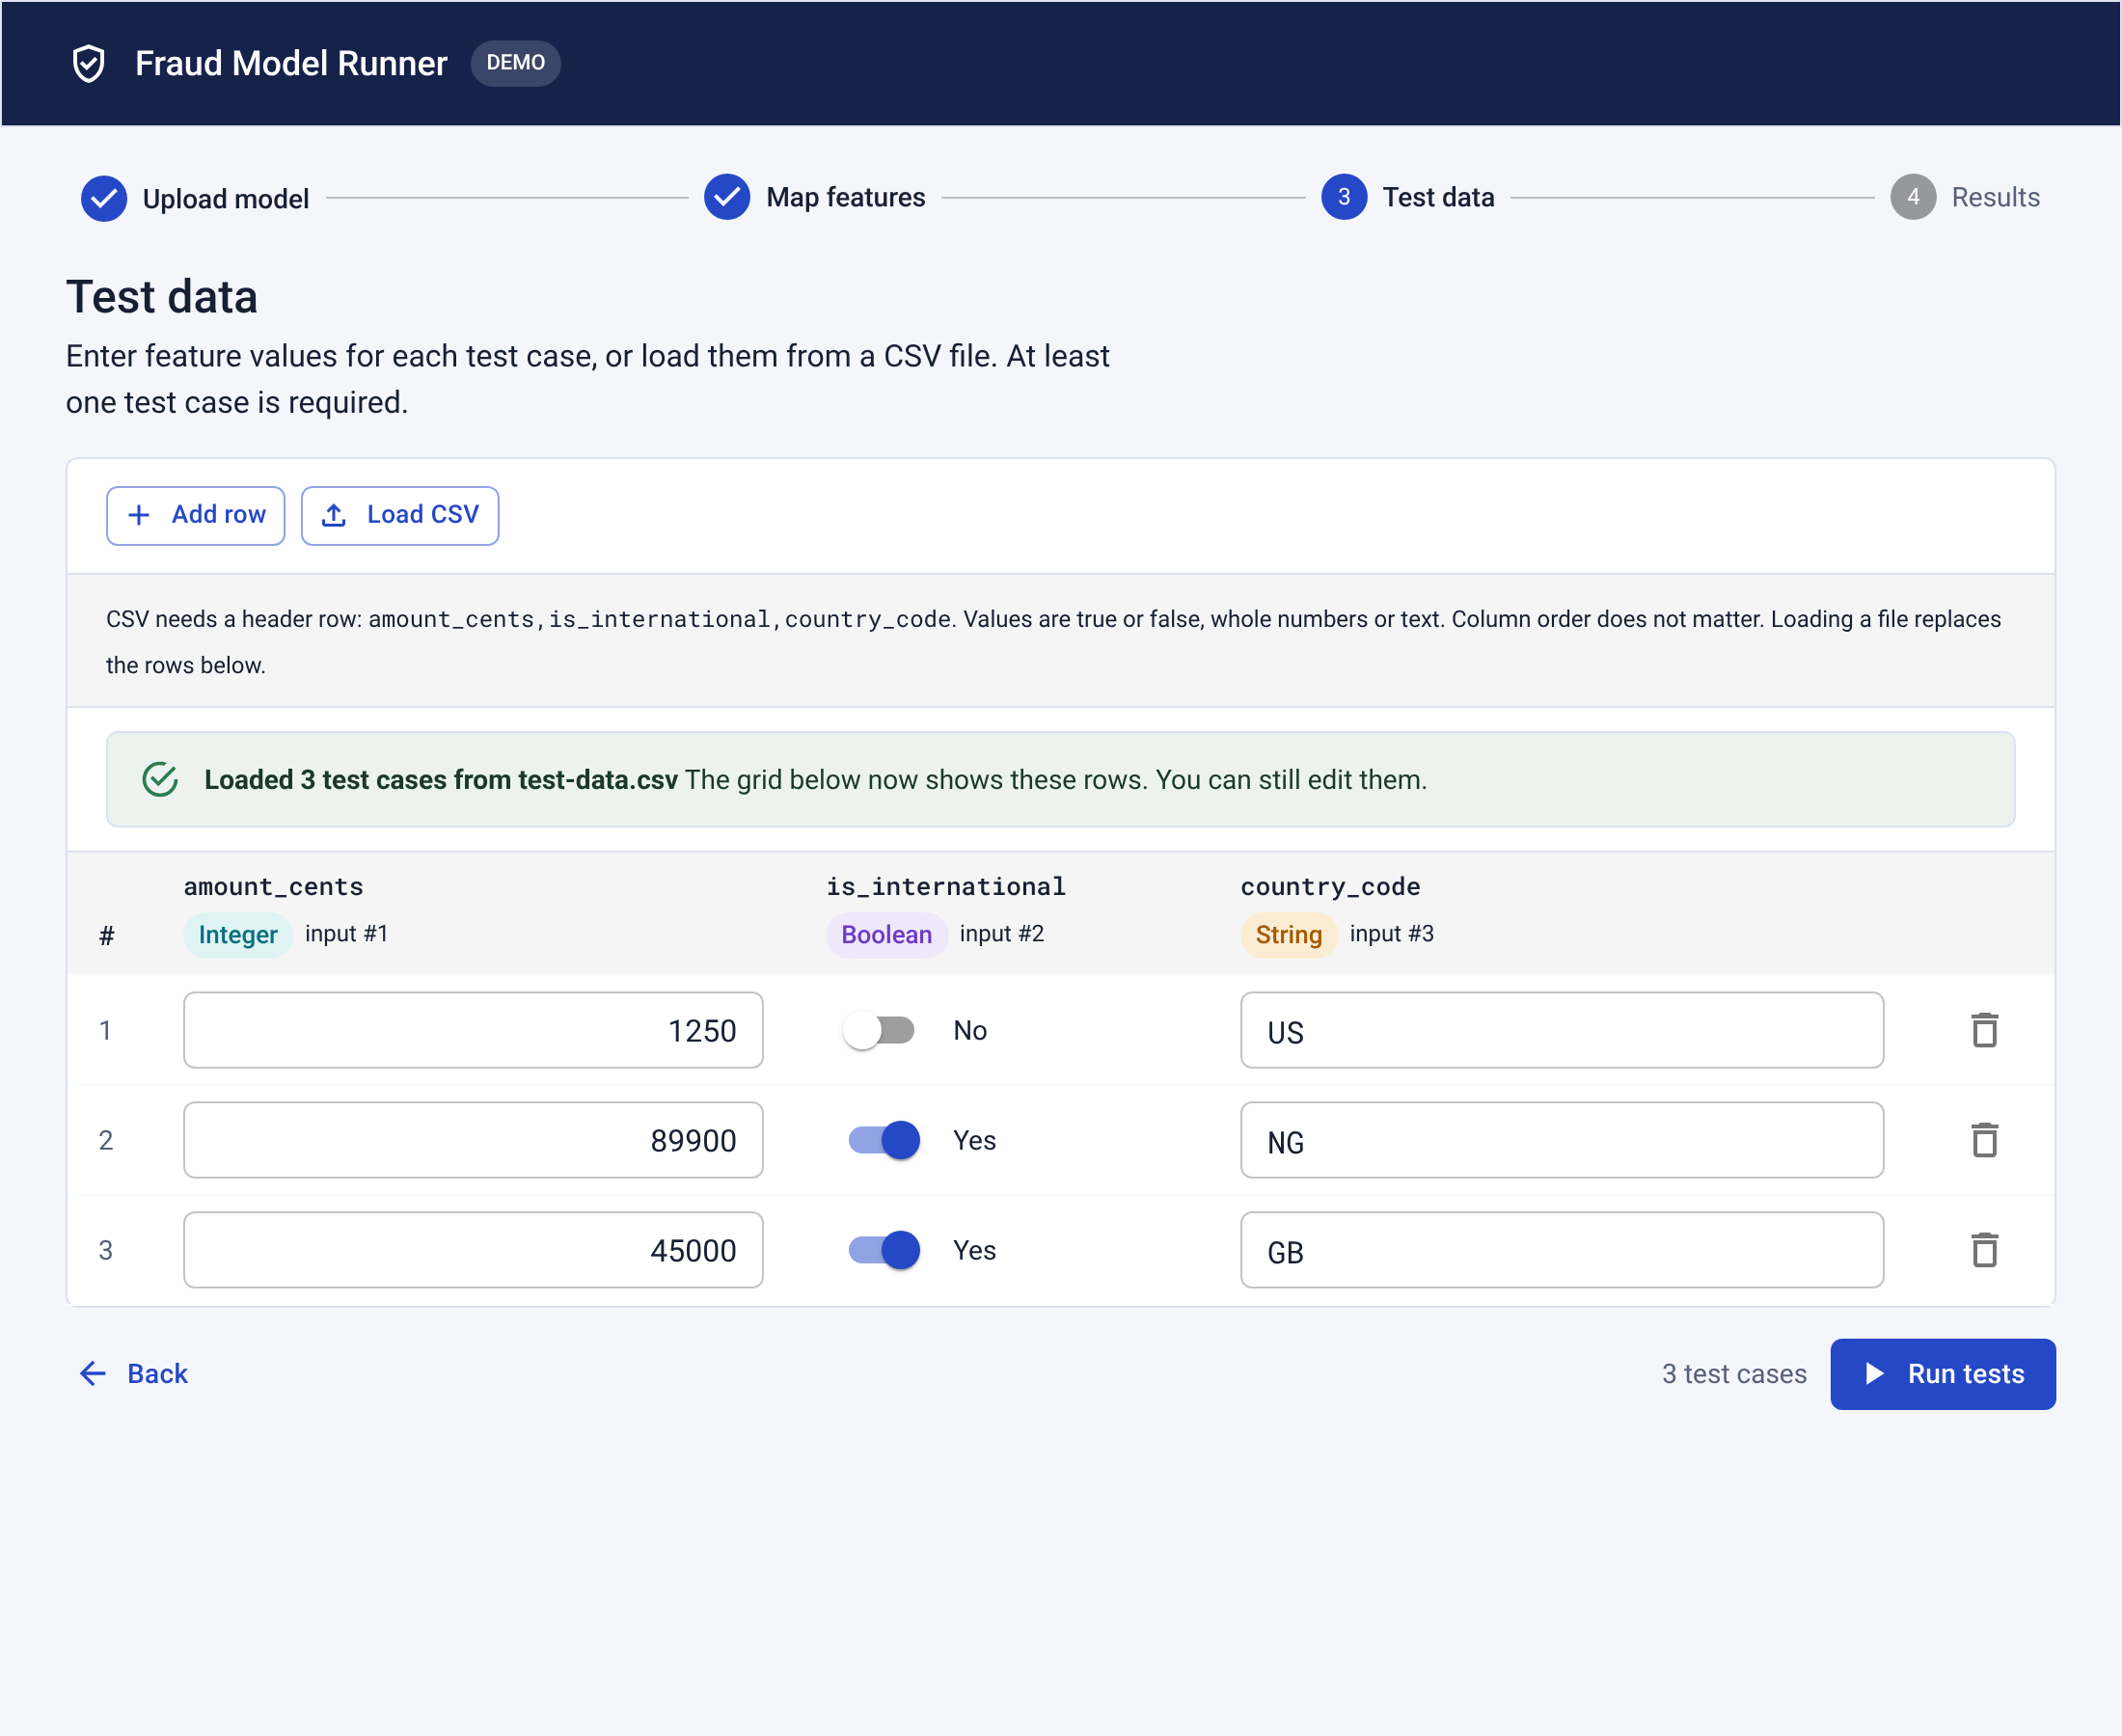 Fraud Model Runner DEMO
Upload model
Map features
3 Test data
4 Results
Test data
Enter feature values for each test case, or load them from a CSV file. At least
one test case is required.
Add row
Load CSV
CSV needs a header row: amount_cents,is_international,country_code. Values are true or false, whole numbers or text. Column order does not matter. Loading a file replaces
the rows below.
Loaded 3 test cases from test-data.csv The grid below now shows these rows. You can still edit them.
# amount_cents Integer input #1
is_international Boolean input #2
country_code String input #3
1 1250 No US
2 89900 Yes NG
3 45000 Yes GB
Back
3 test cases
Run tests